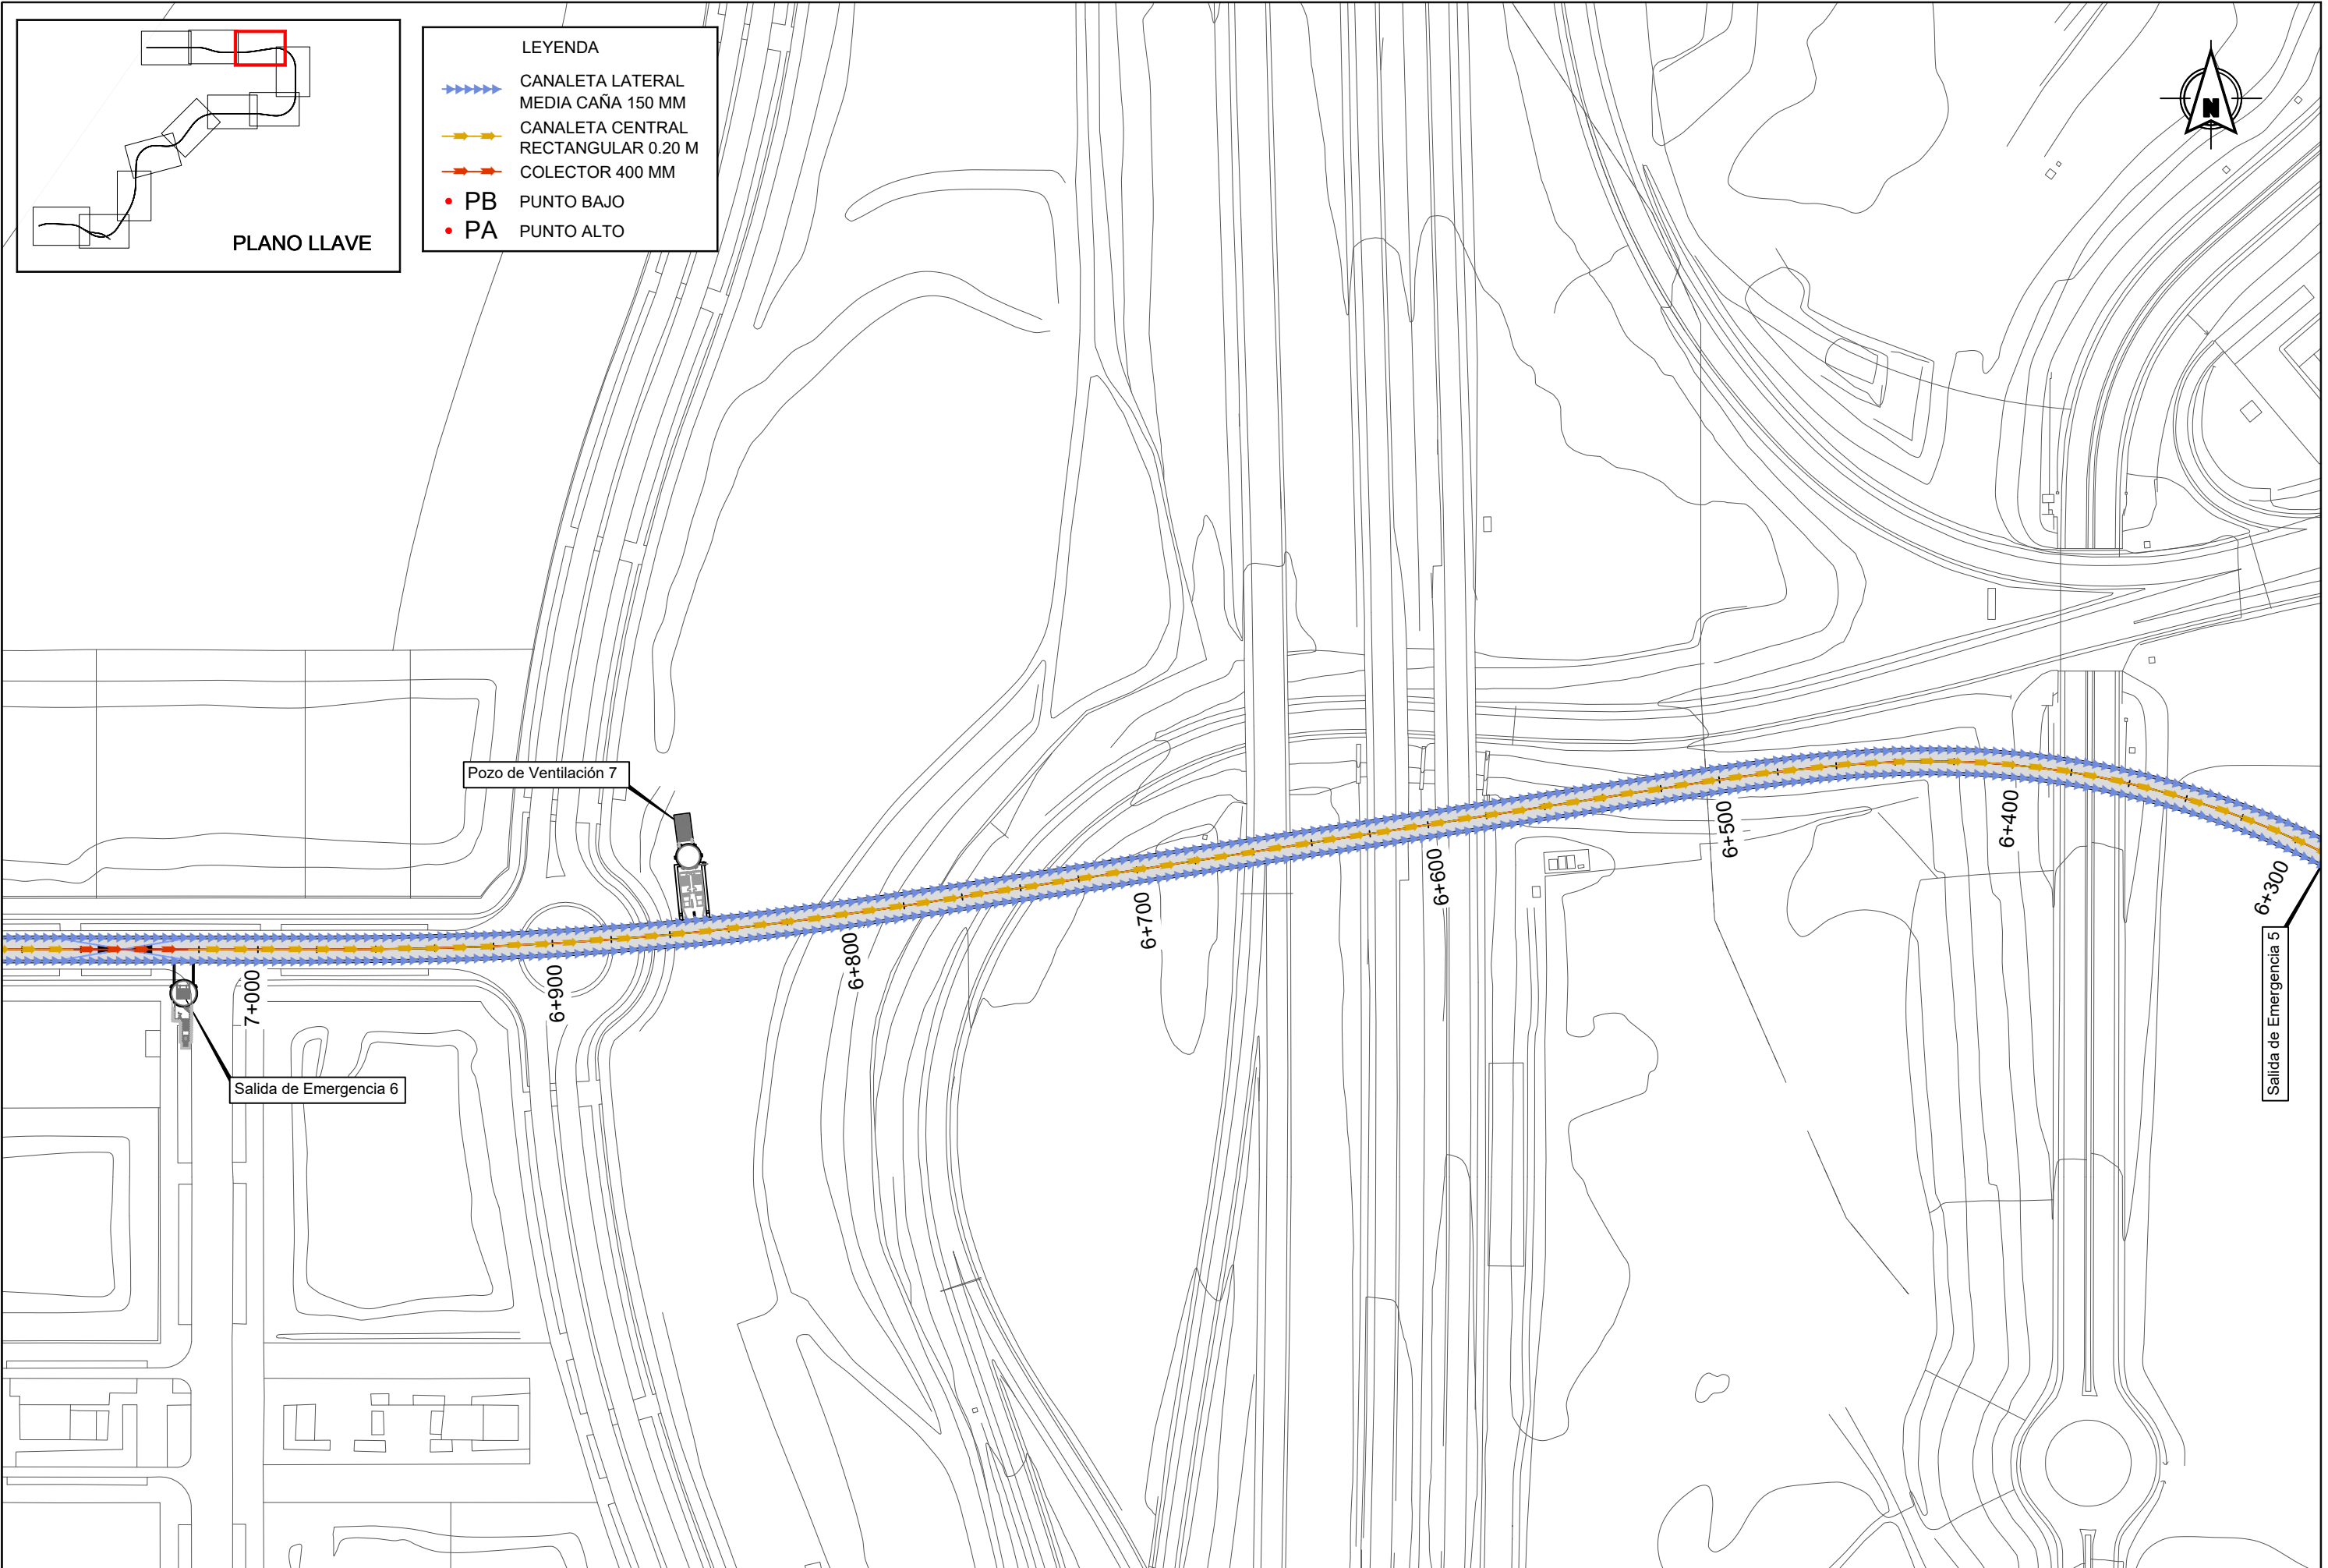 PLANO LLAVE
LEYENDA
CANALETA LATERAL
MEDIA CAÑA 150 MM
CANALETA CENTRAL
RECTANGULAR 0.20 M
COLECTOR 400 MM
PB PUNTO BAJO
PA PUNTO ALTO
N
Pozo de Ventilación 7
Salida de Emergencia 6
7+000
6+900
6+800
6+700
6+600
6+500
6+400
6+300
Salida de Emergencia 5